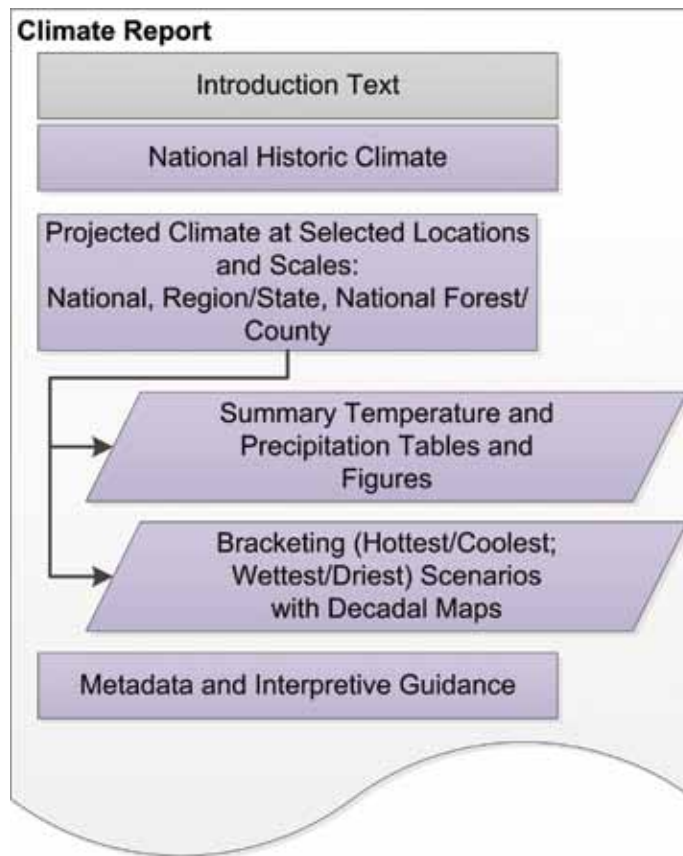 Climate Report
Introduction Text
National Historic Climate
Projected Climate at Selected Locations
and Scales:
National, Region/State, National Forest/
County
Summary Temperature and
Precipitation Tables and
Figures
Bracketing (Hottest/Coolest;
Wettest/Driest) Scenarios
with Decadal Maps
Metadata and Interpretive Guidance